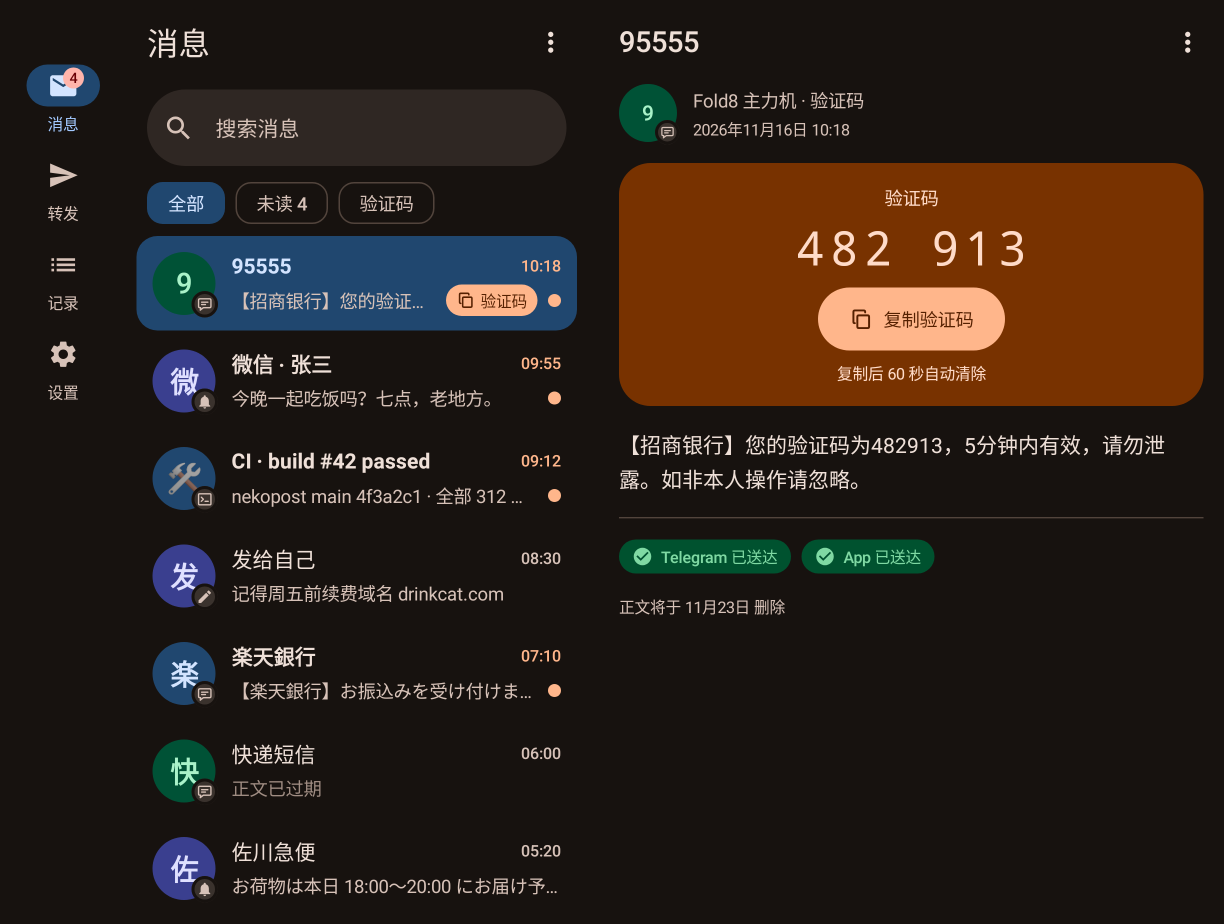 4
消息
转发
记录
设置
消息
搜索消息
全部
未读 4
验证码
9
95555
10:18
【招商银行】您的验证…
验证码
微
微信 · 张三
09:55
今晚一起吃饭吗？七点，老地方。
CI · build #42 passed
09:12
nekopost main 4f3a2c1 · 全部 312 …
发
发给自己
08:30
记得周五前续费域名 drinkcat.com
楽
楽天銀行
07:10
【楽天銀行】お振込みを受け付けま…
快
快递短信
06:00
正文已过期
佐
佐川急便
05:20
お荷物は本日 18:00〜20:00 にお届け予…
95555
9
Fold8 主力机 · 验证码
2026年11月16日 10:18
验证码
482 913
复制验证码
复制后 60 秒自动清除
【招商银行】您的验证码为482913，5分钟内有效，请勿泄
露。如非本人操作请忽略。
Telegram 已送达
App 已送达
正文将于 11月23日 删除